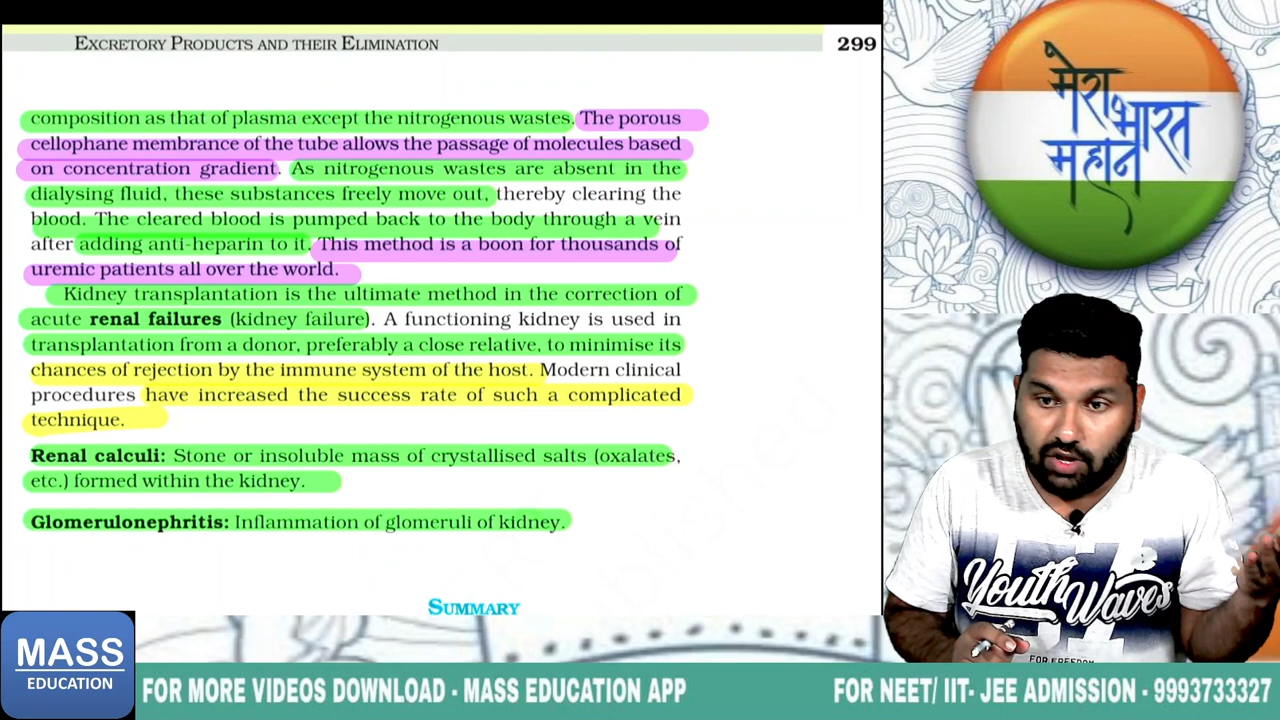 EXCRETORY PRODUCTS AND THEIR ELIMINATION
299
composition as that of plasma except the nitrogenous wastes. The porous
cellophane membrance of the tube allows the passage of molecules based
on concentration gradient. As nitrogenous wastes are absent in the
dialysing fluid, these substances freely move out, thereby clearing the
blood. The cleared blood is pumped back to the body through a vein
after adding anti-heparin to it. This method is a boon for thousands of
uremic patients all over the world.
Kidney transplantation is the ultimate method in the correction of
acute renal failures (kidney failure). A functioning kidney is used in
transplantation from a donor, preferably a close relative, to minimise its
chances of rejection by the immune system of the host. Modern clinical
procedures have increased the success rate of such a complicated
technique.
Renal calculi: Stone or insoluble mass of crystallised salts (oxalates,
etc.) formed within the kidney.
Glomerulonephritis: Inflammation of glomeruli of kidney.
SUMMARY
मेरा
भारत
महान
Youth
Waves
FOR FREEDOM
MASS
EDUCATION
FOR MORE VIDEOS DOWNLOAD - MASS EDUCATION APP
FOR NEET/ IIT- JEE ADMISSION - 9993733327